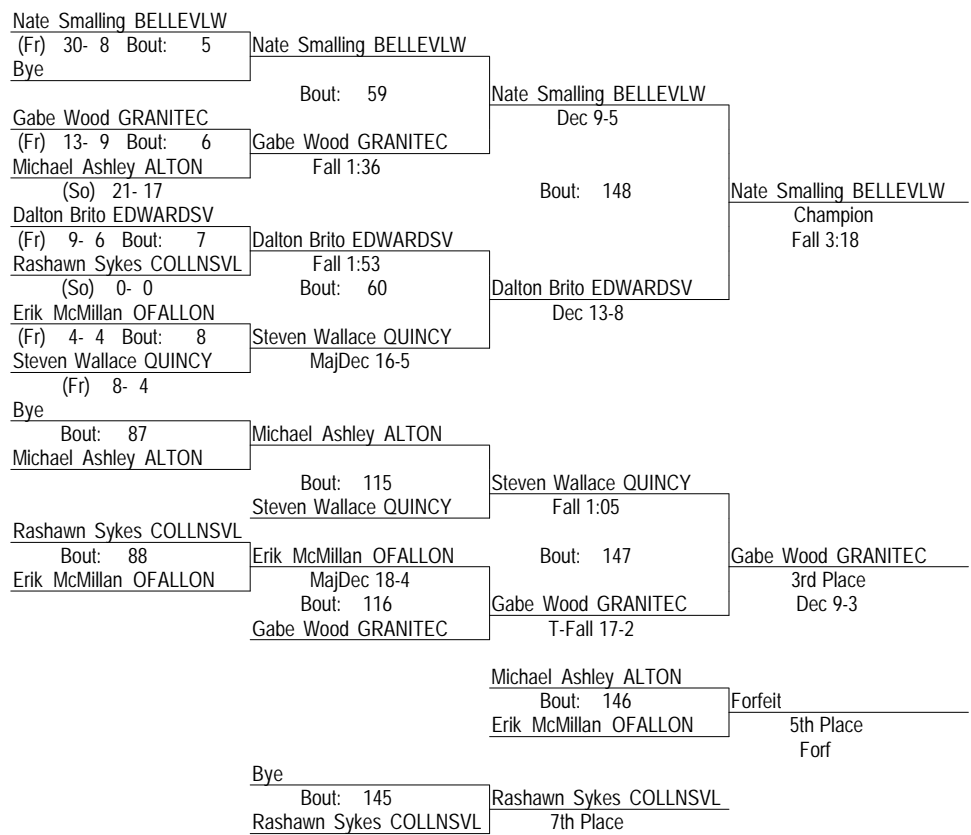 Nate Smalling BELLEVLW
(Fr) 30- 8 Bout: 5
Nate Smalling BELLEVLW
Bye
Bout: 59
Nate Smalling BELLEVLW
Dec 9-5
Gabe Wood GRANITEC
(Fr) 13- 9 Bout: 6
Gabe Wood GRANITEC
Michael Ashley ALTON
Fall 1:36
(So) 21- 17
Bout: 148
Nate Smalling BELLEVLW
Champion
Fall 3:18
Dalton Brito EDWARDSV
(Fr) 9- 6 Bout: 7
Dalton Brito EDWARDSV
Rashawn Sykes COLLNSVL
Fall 1:53
(So) 0- 0
Bout: 60
Dalton Brito EDWARDSV
Dec 13-8
Erik McMillan OFALLON
(Fr) 4- 4 Bout: 8
Steven Wallace QUINCY
Steven Wallace QUINCY
MajDec 16-5
(Fr) 8- 4
Bye
Bout: 87
Michael Ashley ALTON
Michael Ashley ALTON
Bout: 115
Steven Wallace QUINCY
Steven Wallace QUINCY
Fall 1:05
Rashawn Sykes COLLNSVL
Bout: 88
Erik McMillan OFALLON
Bout: 147
Gabe Wood GRANITEC
Erik McMillan OFALLON
MajDec 18-4
3rd Place
Bout: 116
Gabe Wood GRANITEC
Dec 9-3
Gabe Wood GRANITEC
T-Fall 17-2
Michael Ashley ALTON
Bout: 146
Forfeit
Erik McMillan OFALLON
5th Place
Forf
Bye
Bout: 145
Rashawn Sykes COLLNSVL
Rashawn Sykes COLLNSVL
7th Place